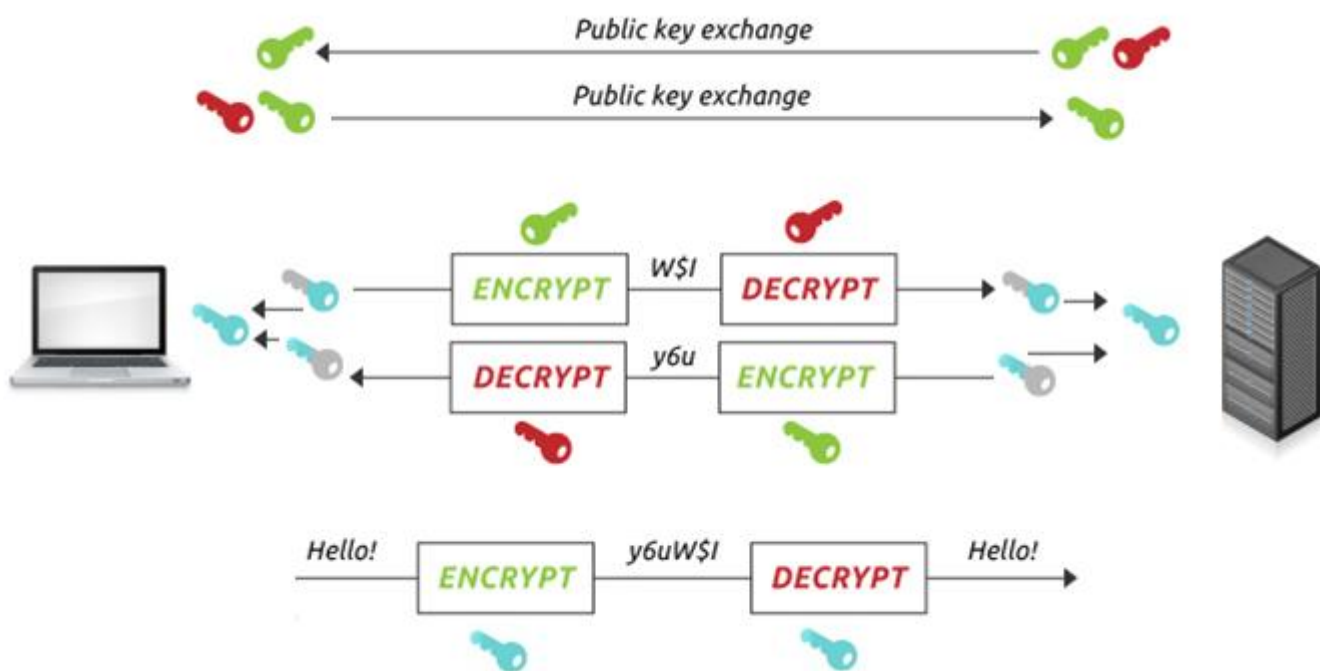 Public key exchange
Public key exchange
ENCRYPT W$I DECRYPT
DECRYPT y6u ENCRYPT
Hello! ENCRYPT y6uW$I DECRYPT Hello!